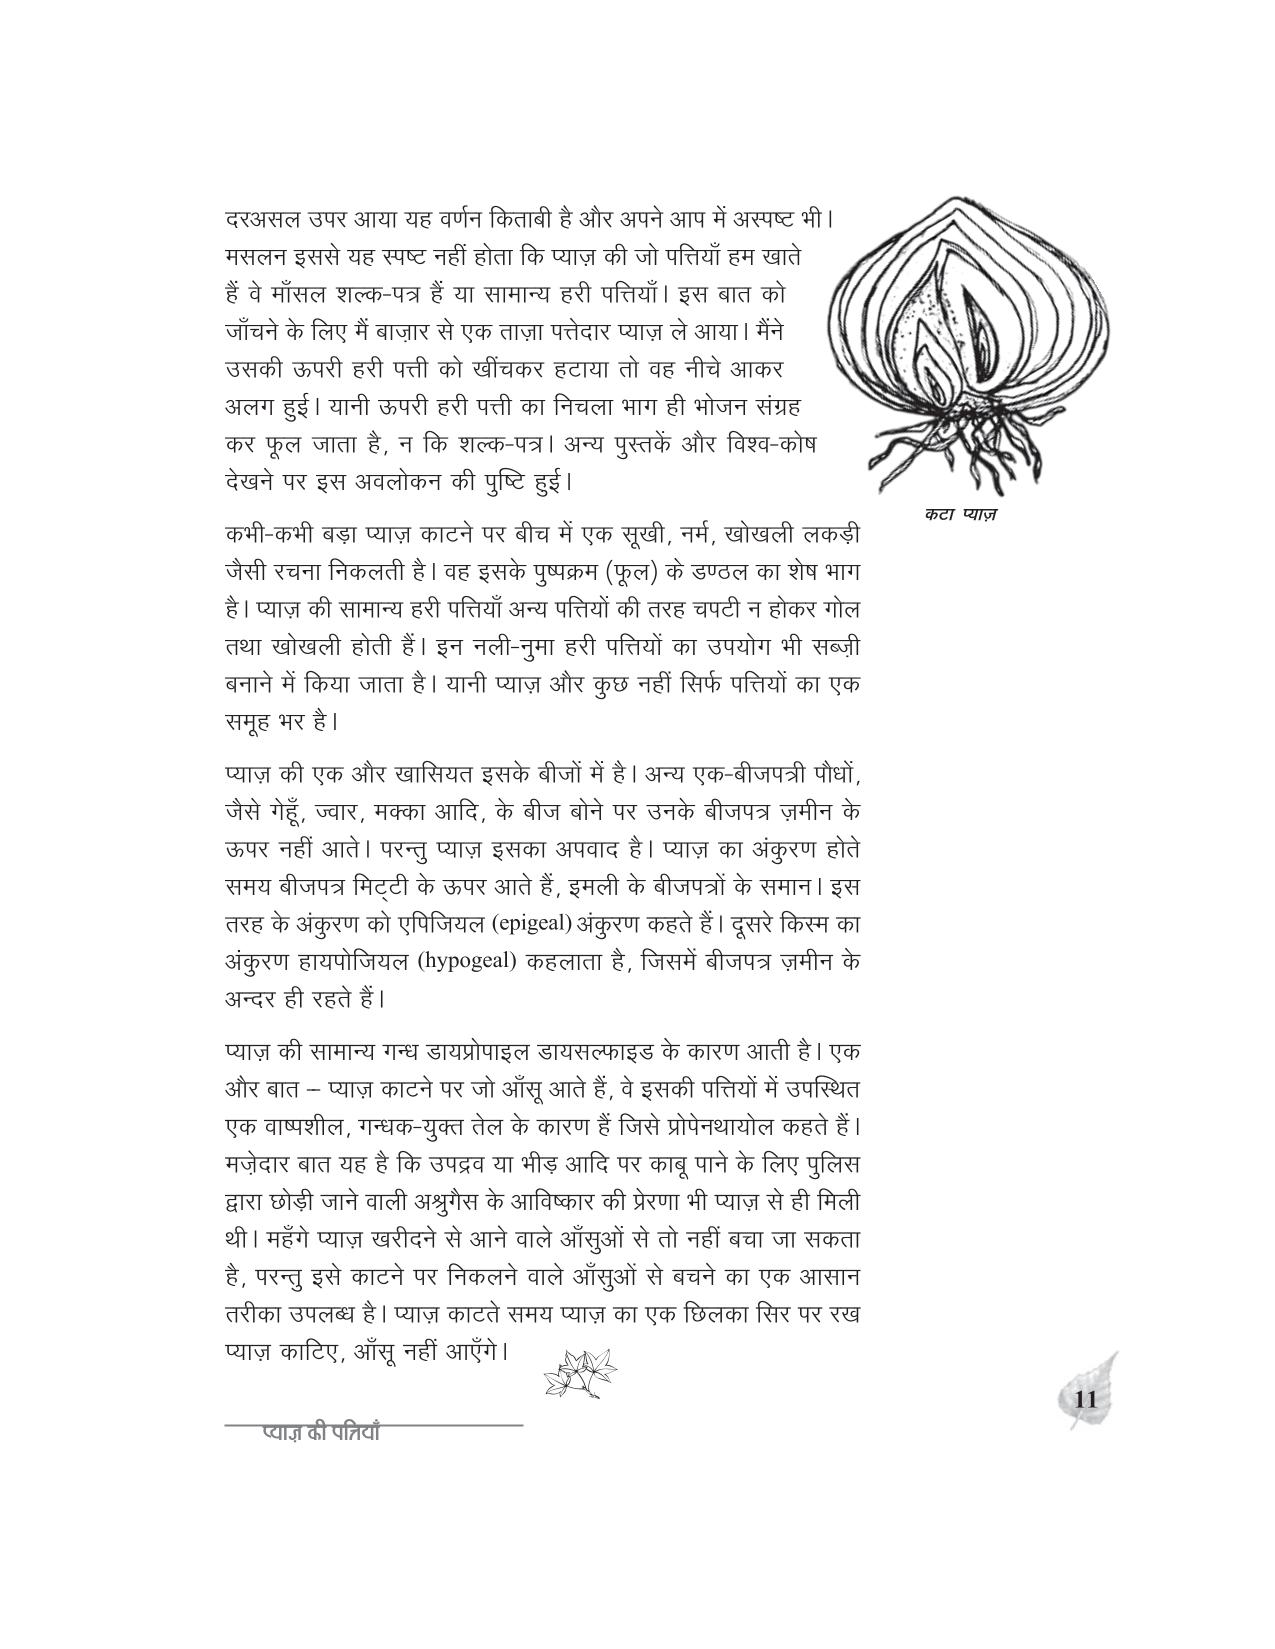 दरअसल उपर आया यह वर्णन किताबी है और अपने आप में अस्पष्ट भी।
मसलन इससे यह स्पष्ट नहीं होता कि प्याज़ की जो पत्तियाँ हम खाते
हैं वे माँसल शल्क-पत्र हैं या सामान्य हरी पत्तियाँ। इस बात को
जाँचने के लिए मैं बाज़ार से एक ताज़ा पत्तेदार प्याज़ ले आया। मैंने
उसकी ऊपरी हरी पत्ती को खींचकर हटाया तो वह नीचे आकर
अलग हुई। यानी ऊपरी हरी पत्ती का निचला भाग ही भोजन संग्रह
कर फूल जाता है, न कि शल्क-पत्र। अन्य पुस्तकें और विश्व-कोष
देखने पर इस अवलोकन की पुष्टि हुई।
कटा प्याज़
कभी-कभी बड़ा प्याज़ काटने पर बीच में एक सूखी, नर्म, खोखली लकड़ी
जैसी रचना निकलती है। वह इसके पुष्पक्रम (फूल) के डण्ठल का शेष भाग
है। प्याज़ की सामान्य हरी पत्तियाँ अन्य पत्तियों की तरह चपटी न होकर गोल
तथा खोखली होती हैं। इन नली-नुमा हरी पत्तियों का उपयोग भी सब्ज़ी
बनाने में किया जाता है। यानी प्याज़ और कुछ नहीं सिर्फ पत्तियों का एक
समूह भर है।
प्याज़ की एक और खासियत इसके बीजों में है। अन्य एक-बीजपत्री पौधों,
जैसे गेहूँ, ज्वार, मक्का आदि, के बीज बोने पर उनके बीजपत्र ज़मीन के
ऊपर नहीं आते। परन्तु प्याज़ इसका अपवाद है। प्याज़ का अंकुरण होते
समय बीजपत्र मिट्टी के ऊपर आते हैं, इमली के बीजपत्रों के समान। इस
तरह के अंकुरण को एपिजियल (epigeal) अंकुरण कहते हैं। दूसरे किस्म का
अंकुरण हायपोजियल (hypogeal) कहलाता है, जिसमें बीजपत्र ज़मीन के
अन्दर ही रहते हैं।
प्याज़ की सामान्य गन्ध डायप्रोपाइल डायसल्फाइड के कारण आती है। एक
और बात – प्याज़ काटने पर जो आँसू आते हैं, वे इसकी पत्तियों में उपस्थित
एक वाष्पशील, गन्धक-युक्त तेल के कारण हैं जिसे प्रोपेनथायोल कहते हैं।
मज़ेदार बात यह है कि उपद्रव या भीड़ आदि पर काबू पाने के लिए पुलिस
द्वारा छोड़ी जाने वाली अश्रुगैस के आविष्कार की प्रेरणा भी प्याज़ से ही मिली
थी। महँगे प्याज़ खरीदने से आने वाले आँसुओं से तो नहीं बचा जा सकता
है, परन्तु इसे काटने पर निकलने वाले आँसुओं से बचने का एक आसान
तरीका उपलब्ध है। प्याज़ काटते समय प्याज़ का एक छिलका सिर पर रख
प्याज़ काटिए, आँसू नहीं आएँगे।
11
प्याज़ की पत्तियाँ